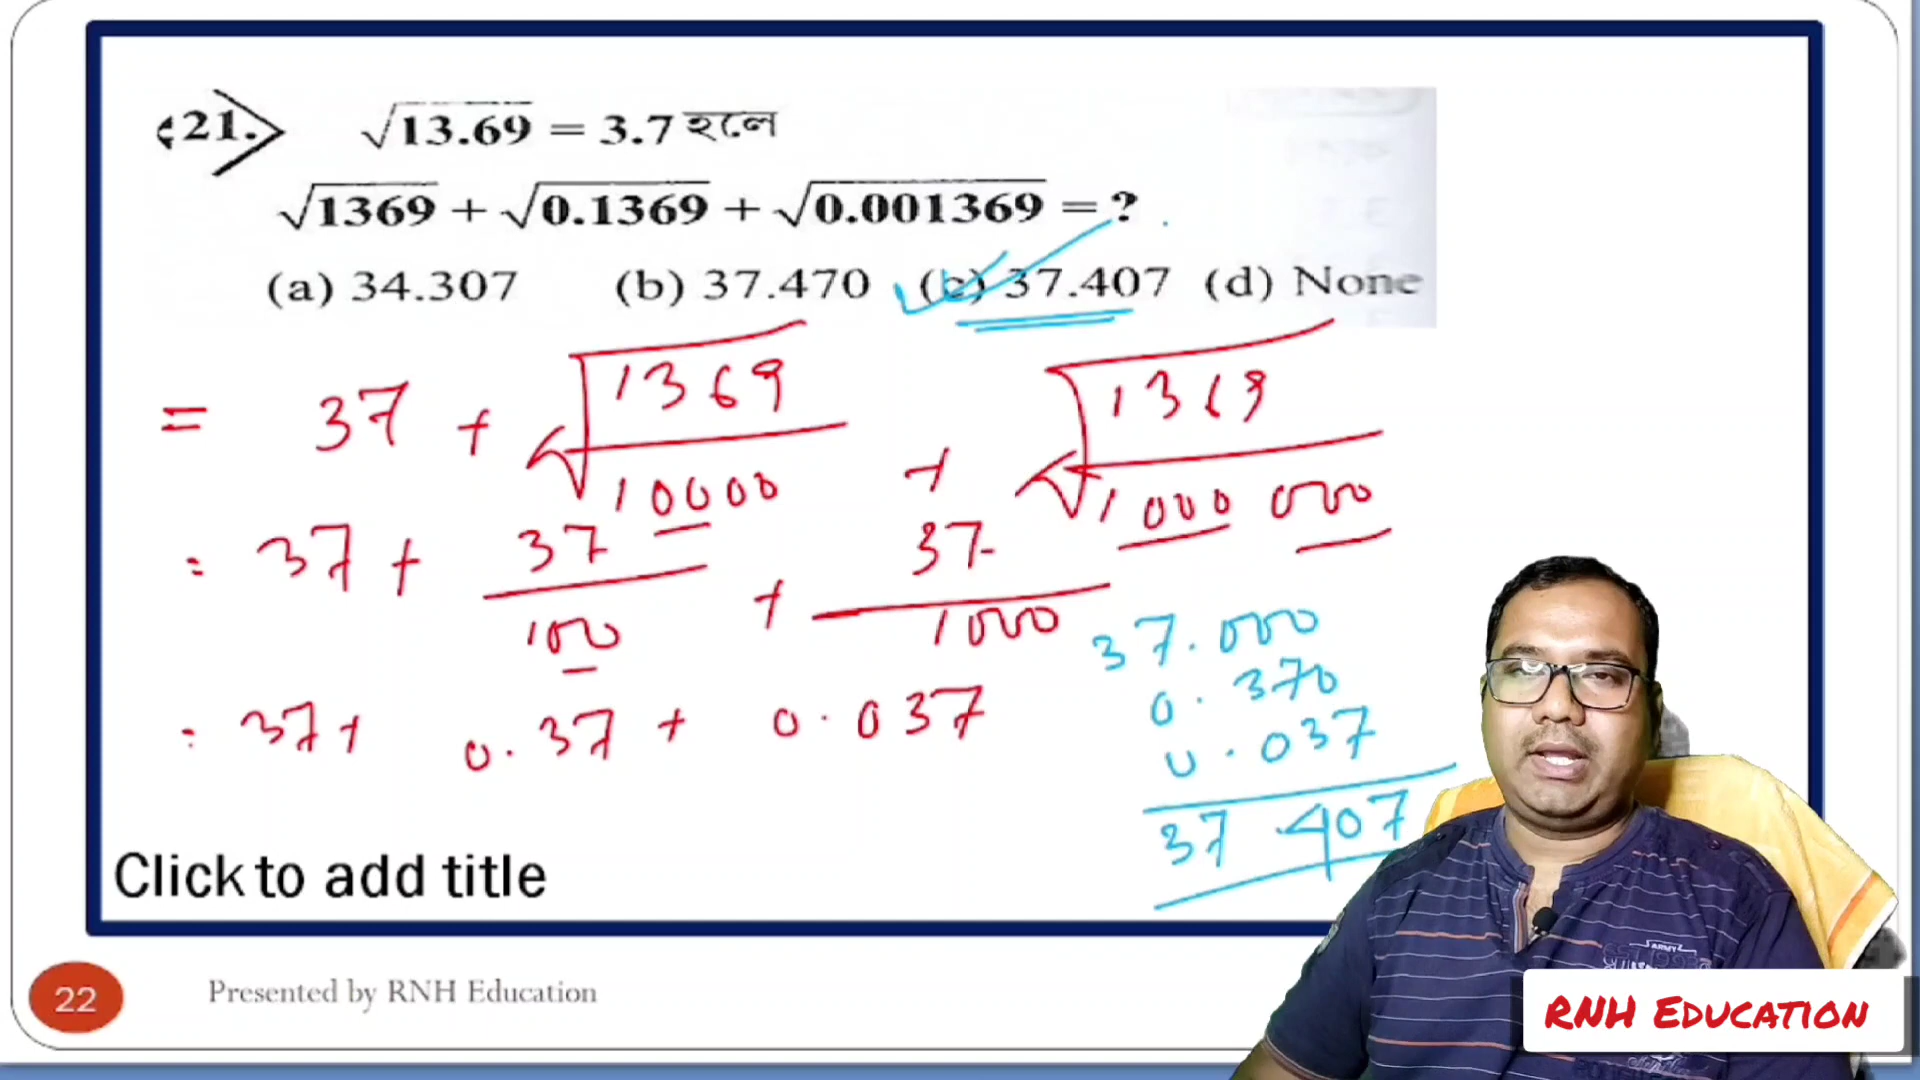 21. √13.69 = 3.7 হলে
√1369 + √0.1369 + √0.001369 = ?
(a) 34.307 (b) 37.470 (c) 37.407 (d) None
= 37 + √1369/10000 + √1369/1000000
= 37 + 37/100 + 37/1000
= 37 + 0.37 + 0.037
37.000
0.370
0.037
37.407
Click to add title
22
Presented by RNH Education
RNH EDUCATION